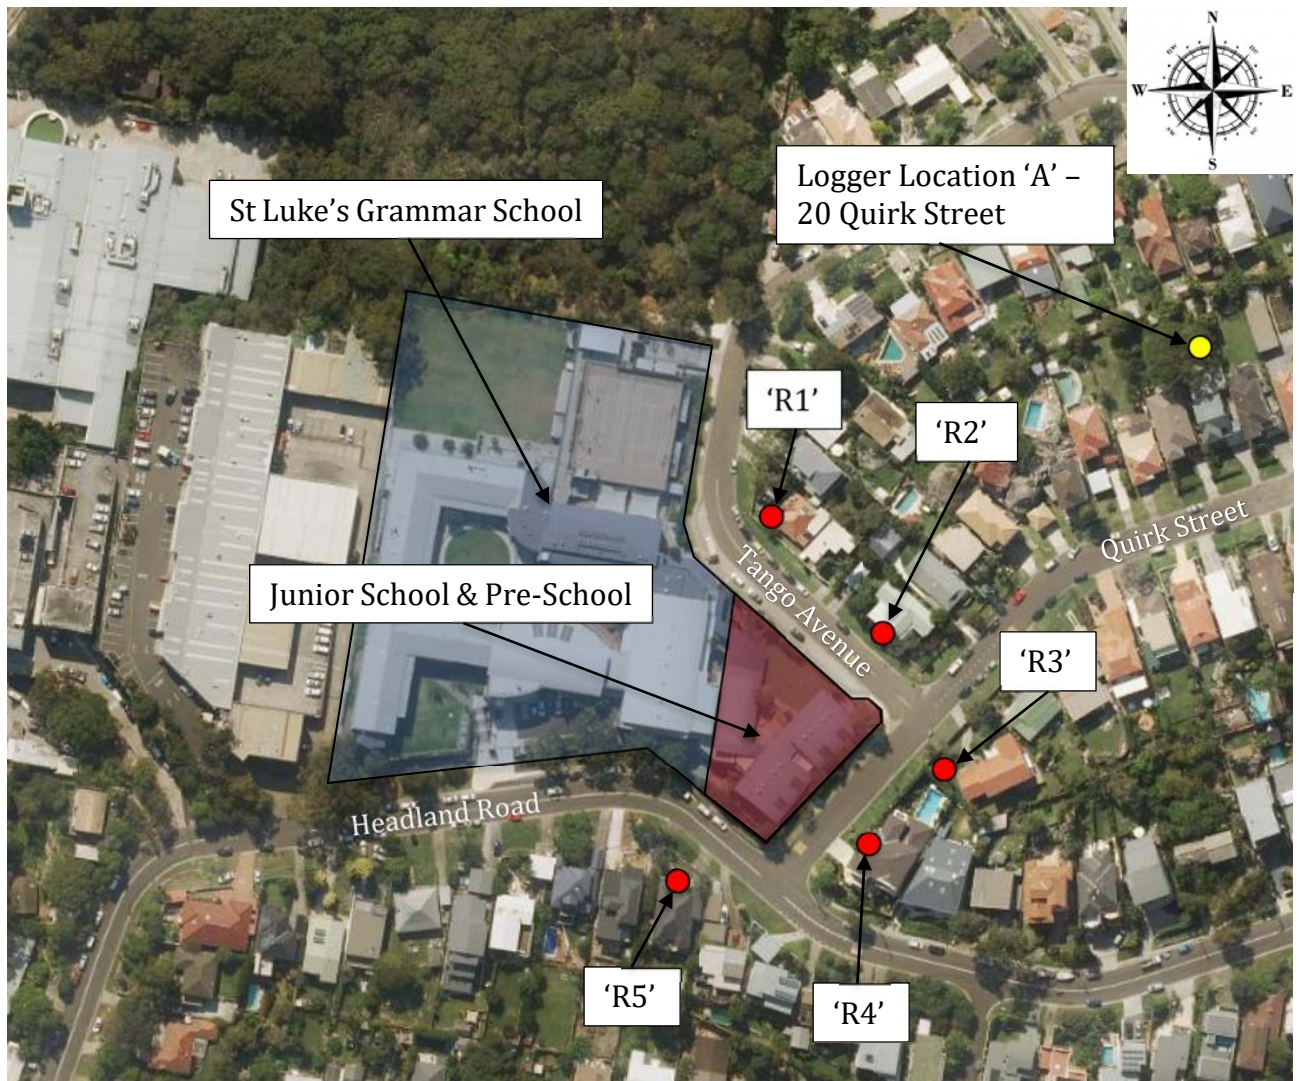 N
W
E
S
Logger Location ‘A’ –
20 Quirk Street
St Luke’s Grammar School
‘R1’
‘R2’
Quirk Street
Tango Avenue
Junior School & Pre-School
‘R3’
Headland Road
‘R5’
‘R4’